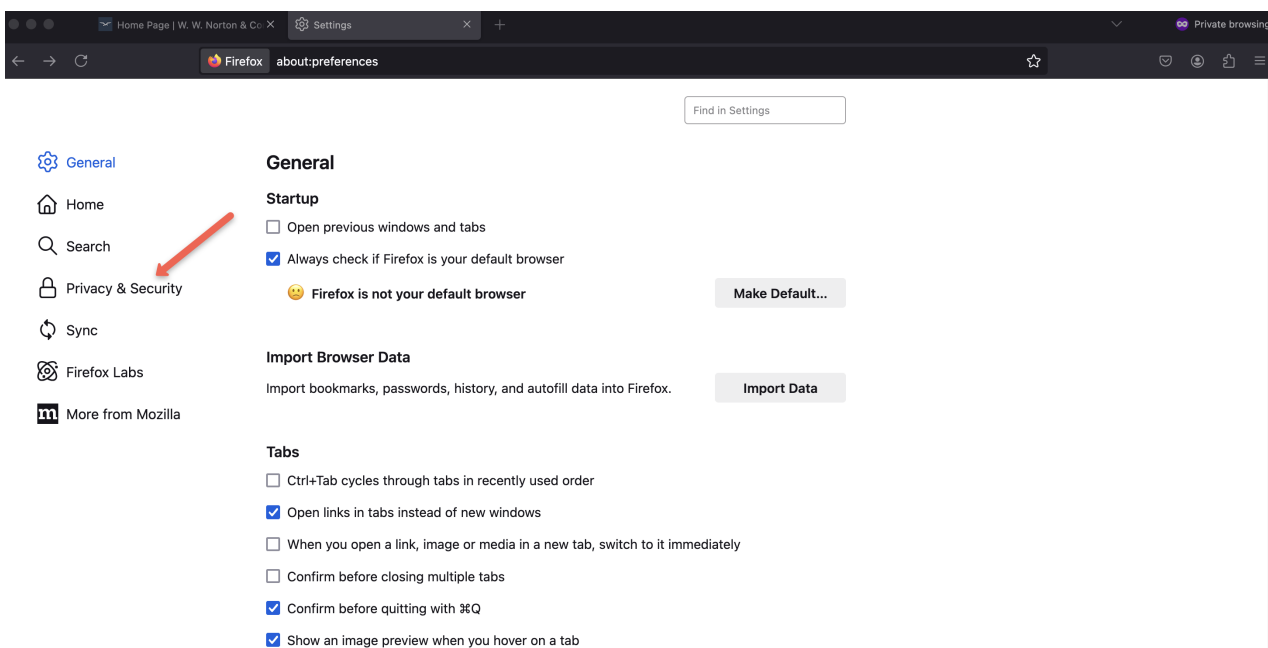 Home Page | W. W. Norton & Co
Settings
Private browsing
Firefox
about:preferences
Find in Settings
General
Home
Search
Privacy & Security
Sync
Firefox Labs
m More from Mozilla
General
Startup
Open previous windows and tabs
Always check if Firefox is your default browser
Firefox is not your default browser
Make Default...
Import Browser Data
Import bookmarks, passwords, history, and autofill data into Firefox.
Import Data
Tabs
Ctrl+Tab cycles through tabs in recently used order
Open links in tabs instead of new windows
When you open a link, image or media in a new tab, switch to it immediately
Confirm before closing multiple tabs
Confirm before quitting with ⌘Q
Show an image preview when you hover on a tab